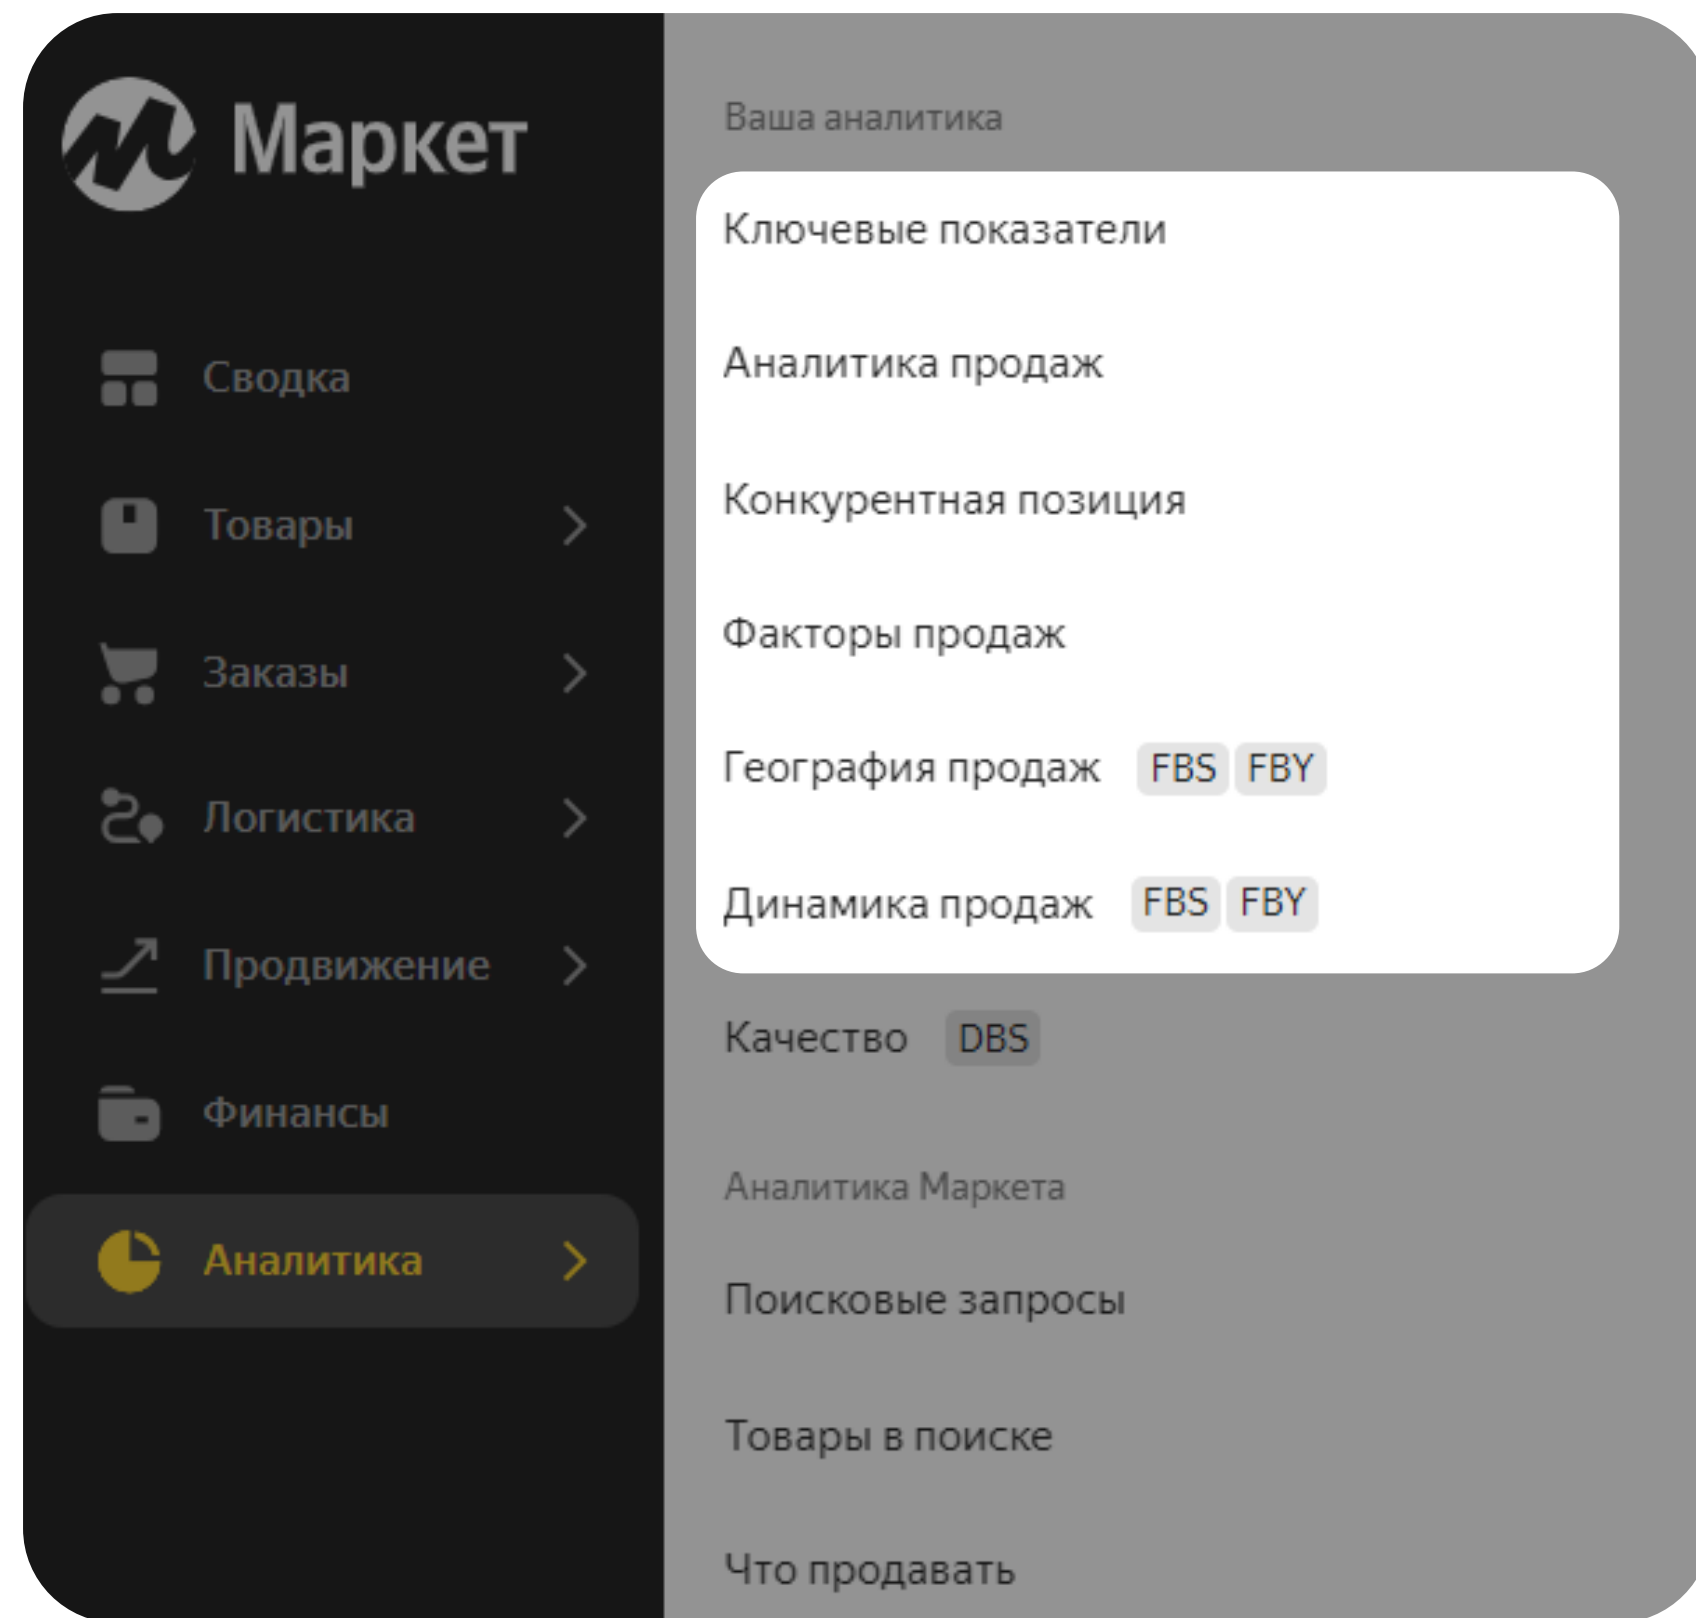 Маркет
Сводка
Товары
Заказы
Логистика
Продвижение
Финансы
Аналитика
Ваша аналитика
Ключевые показатели
Аналитика продаж
Конкурентная позиция
Факторы продаж
География продаж FBS FBY
Динамика продаж FBS FBY
Качество DBS
Аналитика Маркета
Поисковые запросы
Товары в поиске
Что продавать